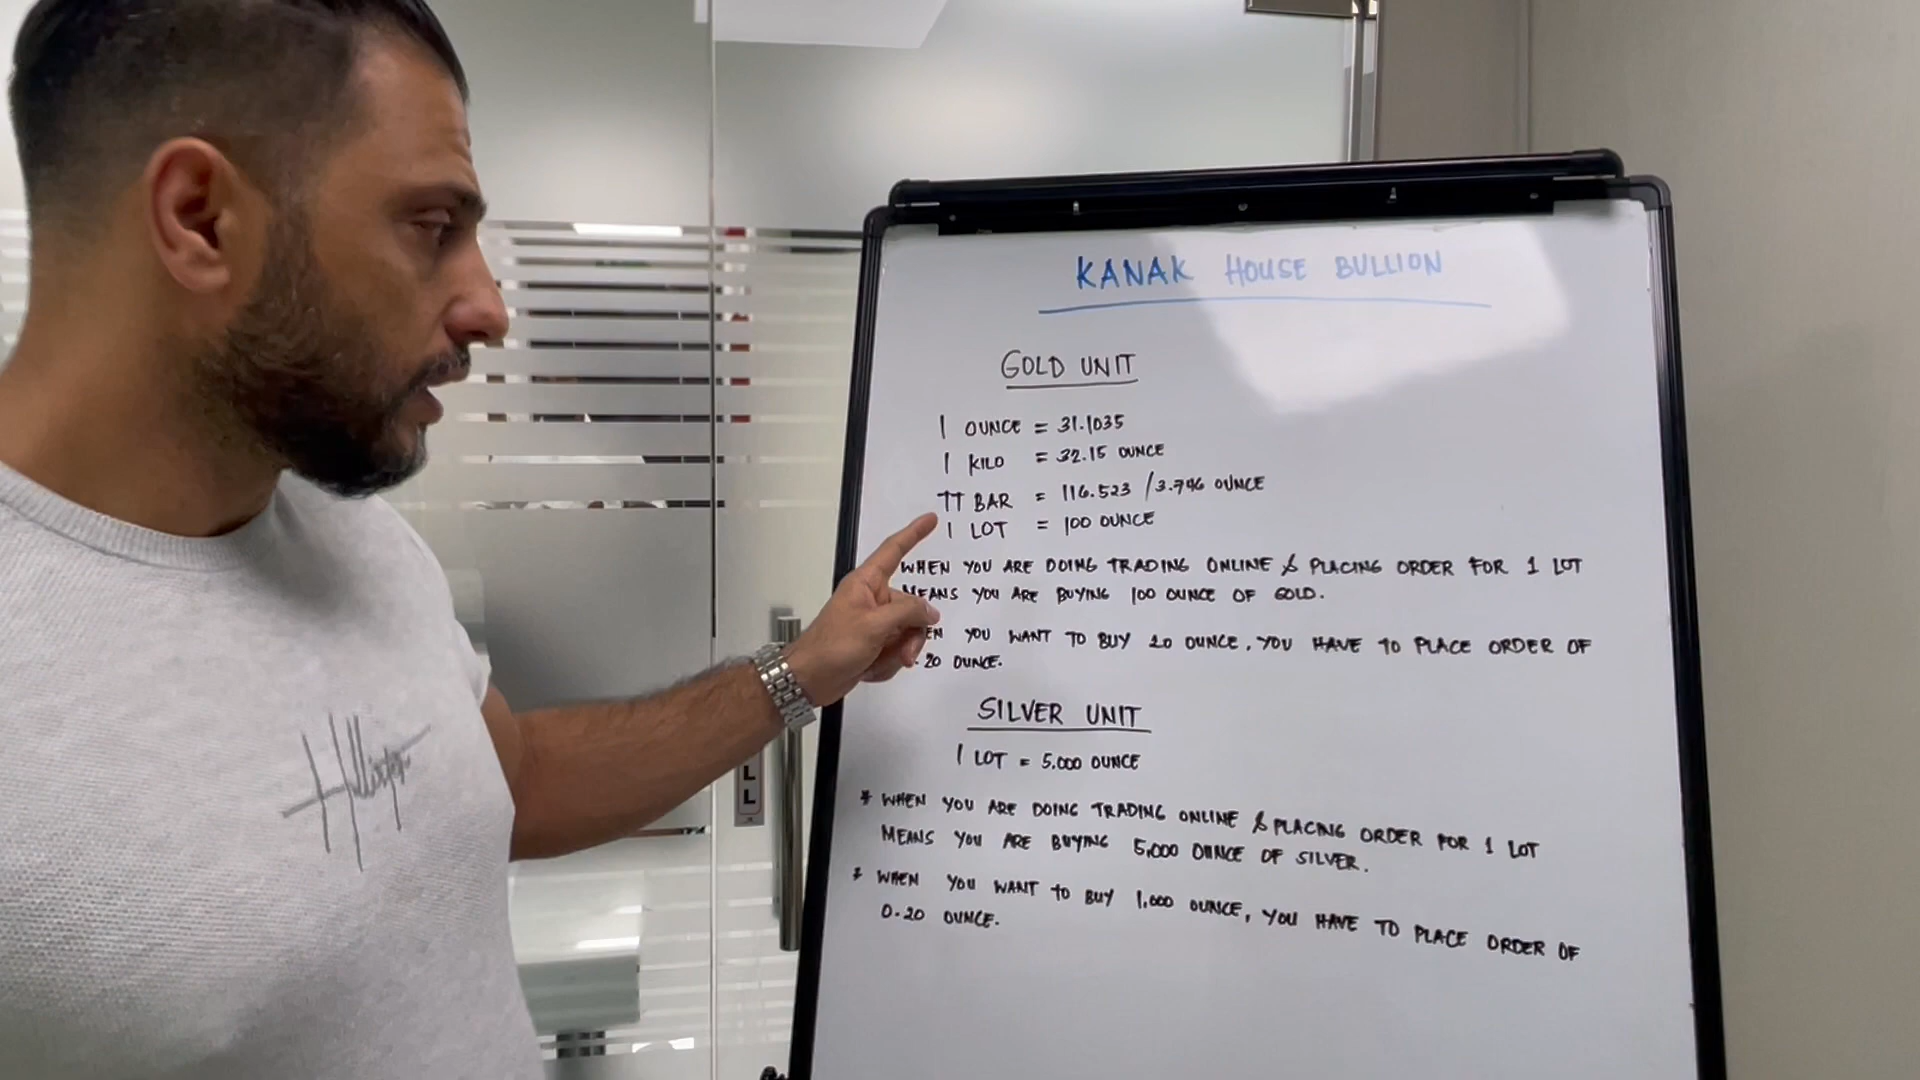 KANAK HOUSE BULLION
GOLD UNIT
1 OUNCE = 31.1035
1 KILO = 32.15 OUNCE
TT BAR = 116.523 / 3.746 OUNCE
1 LOT = 100 OUNCE
WHEN YOU ARE DOING TRADING ONLINE & PLACING ORDER FOR 1 LOT
MEANS YOU ARE BUYING 100 OUNCE OF GOLD.
YOU WANT TO BUY 20 OUNCE, YOU HAVE TO PLACE ORDER OF
20 OUNCE.
SILVER UNIT
1 LOT = 5.000 OUNCE
* WHEN YOU ARE DOING TRADING ONLINE & PLACING ORDER FOR 1 LOT
MEANS YOU ARE BUYING 5,000 OUNCE OF SILVER.
* WHEN YOU WANT TO BUY 1,000 OUNCE, YOU HAVE TO PLACE ORDER OF
0.20 OUNCE.